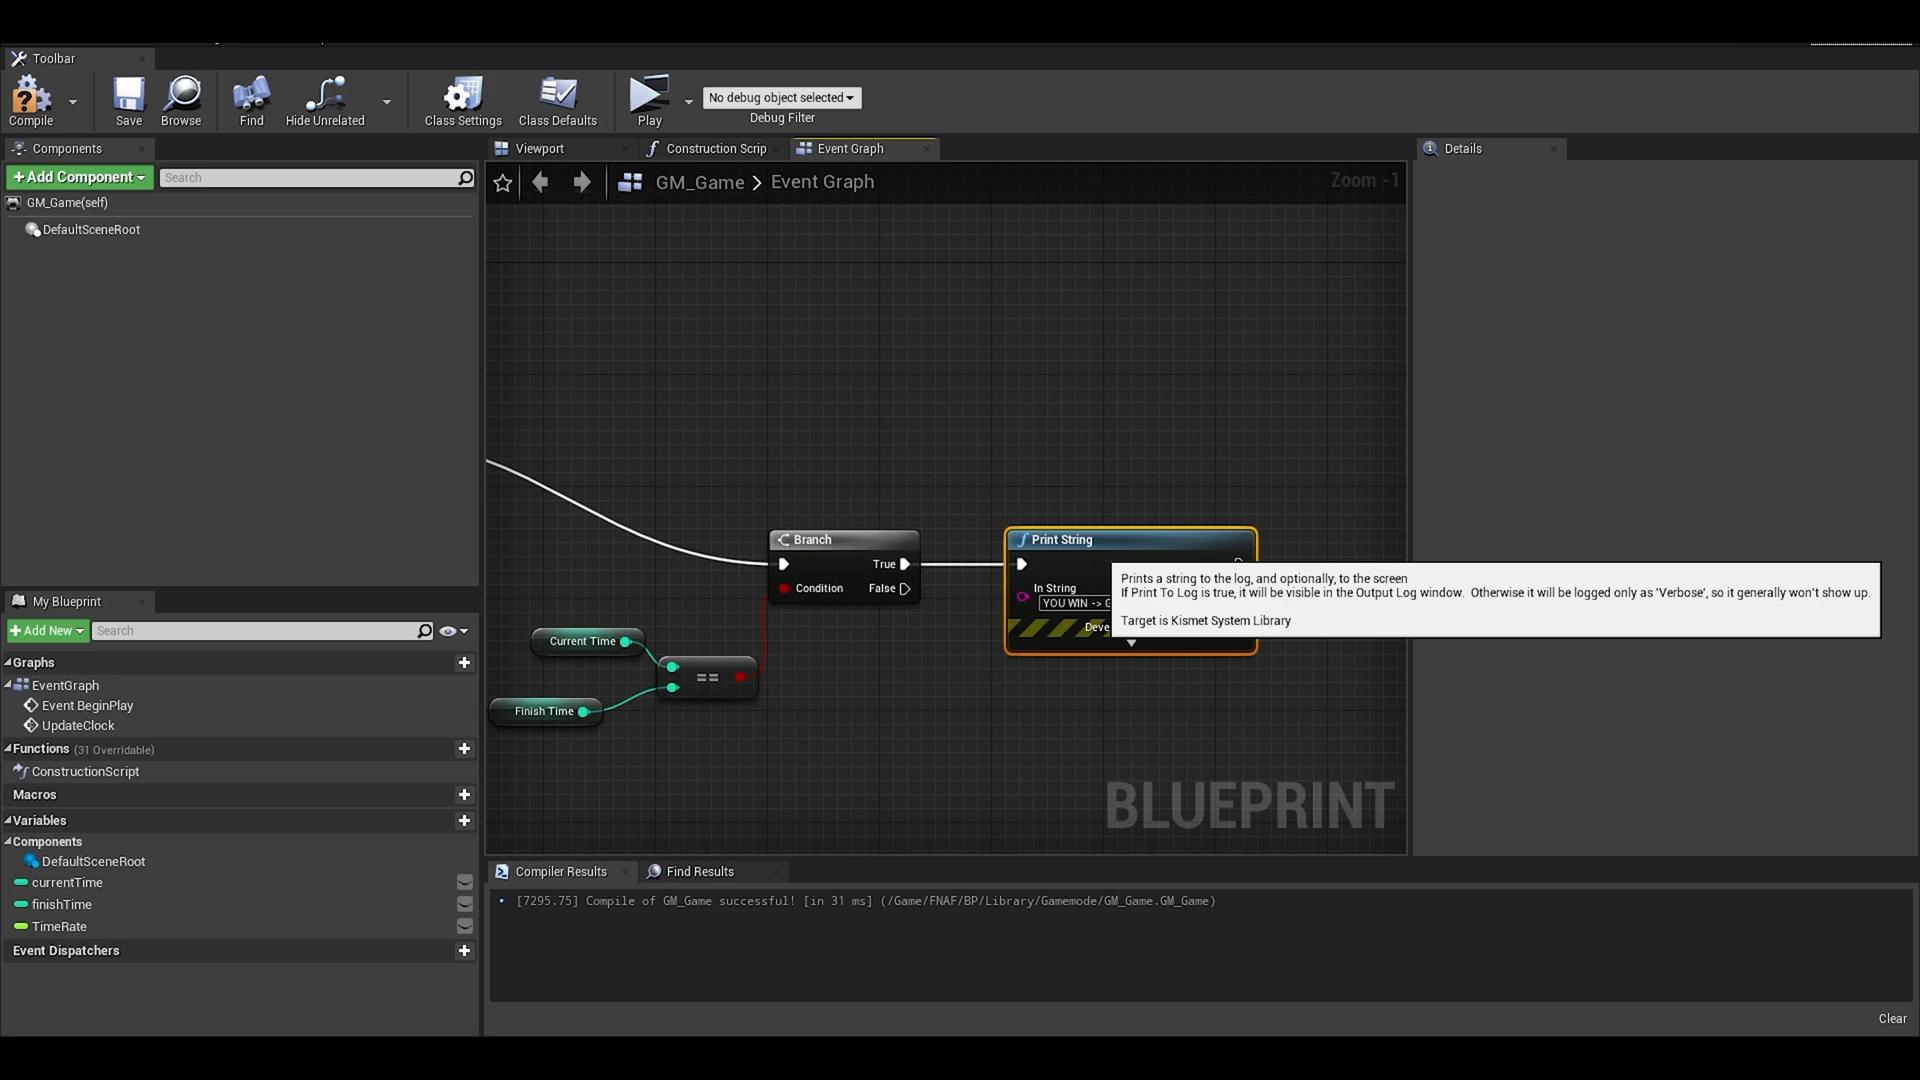 Toolbar
Compile
Save
Browse
Find
Hide Unrelated
Class Settings
Class Defaults
Play
No debug object selected
Debug Filter
Components
+Add Component
Search
GM_Game(self)
DefaultSceneRoot
Viewport
Construction Scrip
Event Graph
GM_Game > Event Graph
Zoom -1
Details
Branch
True
Condition
False
Current Time
Finish Time
==
Print String
In String
YOU WIN -> G
Deve
Prints a string to the log, and optionally, to the screen
If Print To Log is true, it will be visible in the Output Log window.  Otherwise it will be logged only as 'Verbose', so it generally won't show up.
Target is Kismet System Library
BLUEPRINT
My Blueprint
+Add New
Search
Graphs
EventGraph
Event BeginPlay
UpdateClock
Functions (31 Overridable)
ConstructionScript
Macros
Variables
Components
DefaultSceneRoot
currentTime
finishTime
TimeRate
Event Dispatchers
Compiler Results
Find Results
[7295.75] Compile of GM_Game successful! [in 31 ms] (/Game/FNAF/BP/Library/Gamemode/GM_Game.GM_Game)
Clear